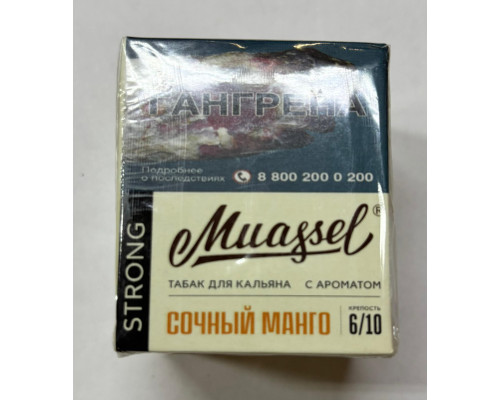 ГАНГРЕНА
Подробнее
о последствиях
8 800 200 0 200
STRONG
Muassel®
ТАБАК ДЛЯ КАЛЬЯНА С АРОМАТОМ
СОЧНЫЙ МАНГО
КРЕПОСТЬ
6/10